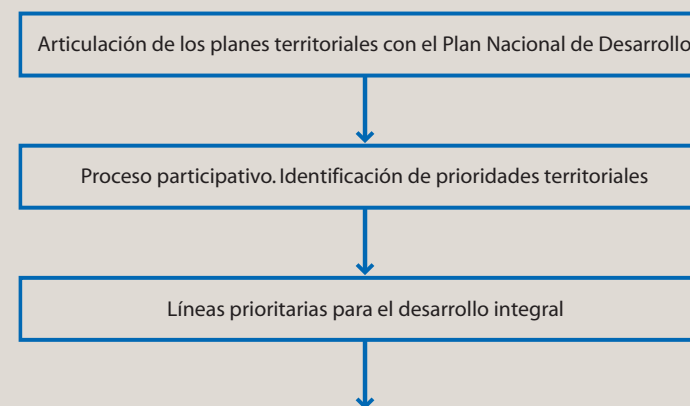 Articulación de los planes territoriales con el Plan Nacional de Desarrollo
Proceso participativo. Identificación de prioridades territoriales
Líneas prioritarias para el desarrollo integral